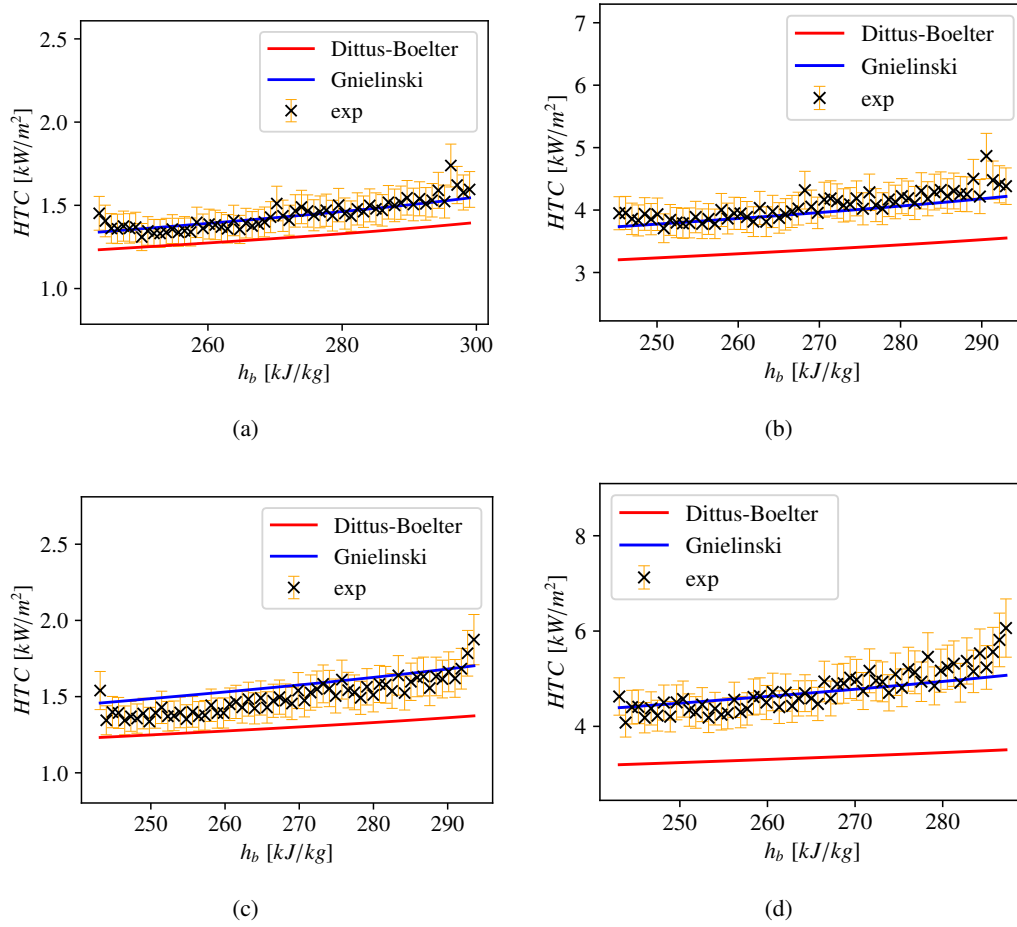 2.5
2.0
1.5
1.0
HTC [kW/m²]
Dittus-Boelter
Gnielinski
exp
260
280
300
h_b [kJ/kg]
(a)
7
6
5
4
3
HTC [kW/m²]
Dittus-Boelter
Gnielinski
exp
250
260
270
280
290
h_b [kJ/kg]
(b)
2.5
2.0
1.5
1.0
HTC [kW/m²]
Dittus-Boelter
Gnielinski
exp
250
260
270
280
290
h_b [kJ/kg]
(c)
8
6
4
HTC [kW/m²]
Dittus-Boelter
Gnielinski
exp
250
260
270
280
h_b [kJ/kg]
(d)